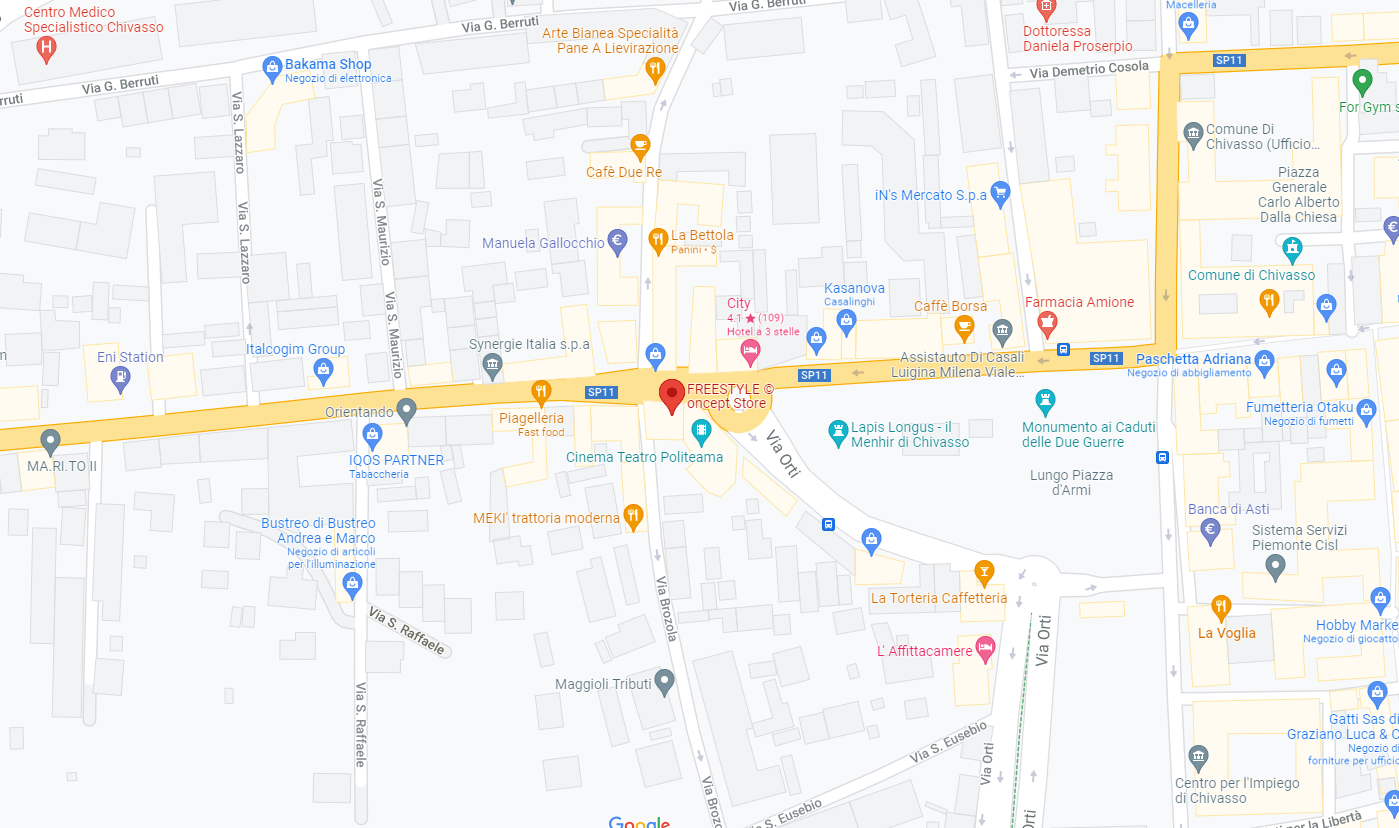 Centro Medico
Specialistico Chivasso
Via G. Berruti
Via G. Berruti
Macelleria
Arte Bianea Specialità
Pane A Lievirazione
Dottoressa
Daniela Proserpio
Bakama Shop
Negozio di elettronica
Via G. Berruti
rruti
Via Demetrio Cosola
SP11
For Gym s
Via S. Lazzaro
Comune Di
Chivasso (Ufficio...
Cafè Due Re
Piazza
Generale
Carlo Alberto
Dalla Chiesa
iN's Mercato S.p.a
Via S. Maurizio
Via S. Lazzaro
Manuela Gallocchio
La Bettola
Panini • $
Comune di Chivasso
Kasanova
Casalinghi
City
4.1 ★ (109)
Hotel a 3 stelle
Caffè Borsa
Farmacia Amione
Via S. Maurizio
Synergie Italia s.p.a
Italcogim Group
Eni Station
m
Assistauto Di Casali
Luigina Milena Viale...
SP11
Paschetta Adriana
Negozio di abbigliamento
SP11
SP11
FREESTYLE ©
oncept Store
Orientando
Piagelleria
Fast food
Fumetteria Otaku
Negozio di fumetti
Lapis Longus - il
Menhir di Chivasso
Monumento ai Caduti
delle Due Guerre
Via Orti
Cinema Teatro Politeama
MA.RI.TO II
IQOS PARTNER
Tabaccheria
Lungo Piazza
d'Armi
MEKI' trattoria moderna
Banca di Asti
Bustreo di Bustreo
Andrea e Marco
Negozio di articoli
per l'illuminazione
Sistema Servizi
Piemonte Cisl
La Torteria Caffetteria
Via Brozola
Via S. Raffaele
La Voglia
Hobby Marke
Negozio di giocatto
Via Orti
L' Affittacamere
Maggioli Tributi
Via S. Raffaele
Gatti Sas di
Graziano Luca & C
Negozio di
forniture per ufficio
Via S. Eusebio
Via Orti
Centro per l'Impiego
di Chivasso
Via Brozo
a S. Eusebio
Orti
i per la Libertà
Google